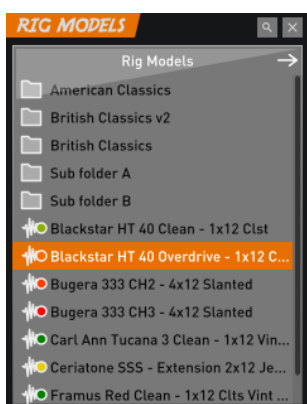 RIG MODELS
Rig Models
American Classics
British Classics v2
British Classics
Sub folder A
Sub folder B
Blackstar HT 40 Clean - 1x12 Clst
Blackstar HT 40 Overdrive - 1x12 C...
Bugera 333 CH2 - 4x12 Slanted
Bugera 333 CH3 - 4x12 Slanted
Carl Ann Tucana 3 Clean - 1x12 Vin...
Ceriatone SSS - Extension 2x12 Je...
Framus Red Clean - 1x12 Clts Vint ...